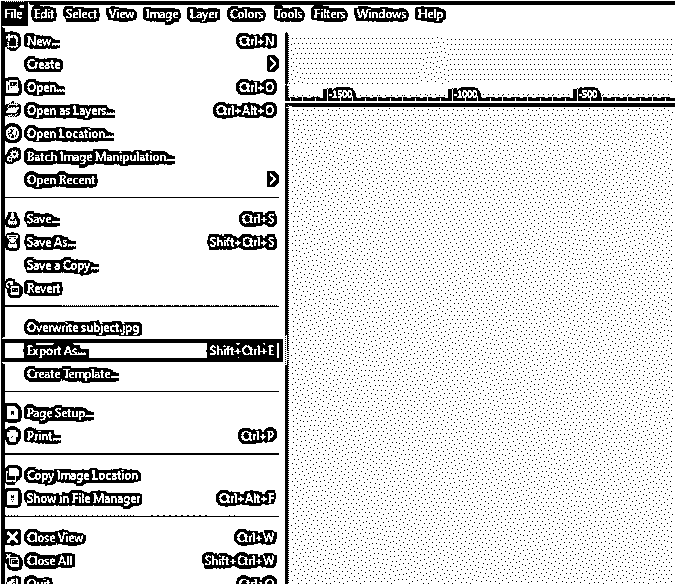 File Edit Select View Image Layer Colors Tools Filters Windows Help
New... Ctrl+N
Create
Open... Ctrl+O
-1500 -1000 -500
Open as Layers... Ctrl+Alt+O
Open Location...
Batch Image Manipulation...
Open Recent
Save... Ctrl+S
Save As... Shift+Ctrl+S
Save a Copy...
Revert
Overwrite subject.jpg
Export As... Shift+Ctrl+E
Create Template...
Page Setup...
Print... Ctrl+P
Copy Image Location
Show in File Manager Ctrl+Alt+F
Close View Ctrl+W
Close All Shift+Ctrl+W
Quit Ctrl+Q